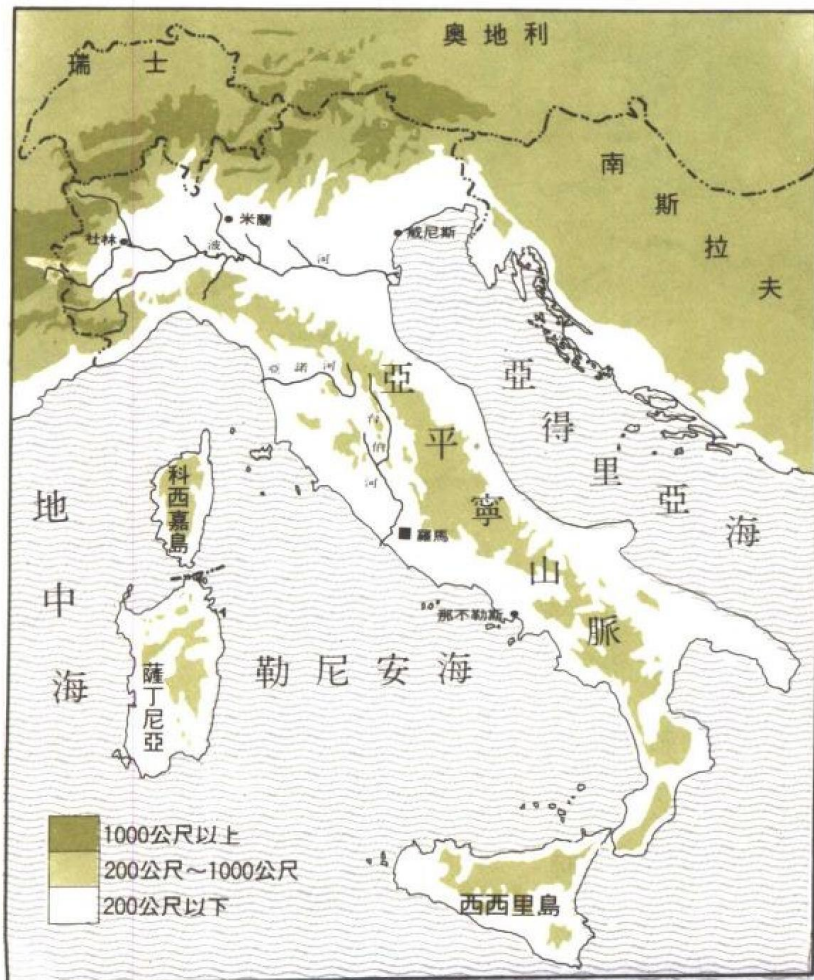 奧地利
瑞士
南斯拉夫
米蘭
威尼斯
杜林
波河
亞諾河
亞平寧山脈
亞得里亞海
科西嘉島
地中海
羅馬
那不勒斯
勒尼安海
薩丁尼亞
1000公尺以上
200公尺～1000公尺
200公尺以下
西西里島